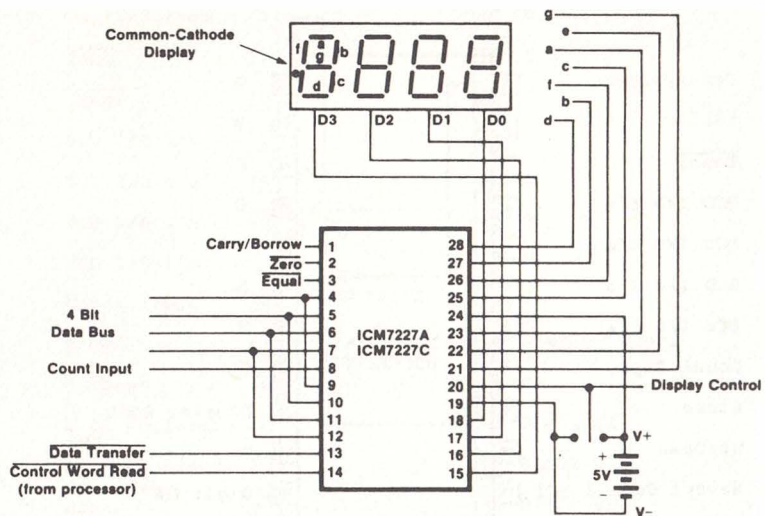 Common-Cathode
Display
f
a
b
g
e
d
c
D3
D2
D1
D0
g
e
a
c
f
b
d
Carry/Borrow
Zero
Equal
4 Bit
Data Bus
Count Input
Data Transfer
Control Word Read
(from processor)
1
2
3
4
5
6
7
8
9
10
11
12
13
14
ICM7227A
ICM7227C
28
27
26
25
24
23
22
21
20
19
18
17
16
15
Display Control
V+
+
5V
V-